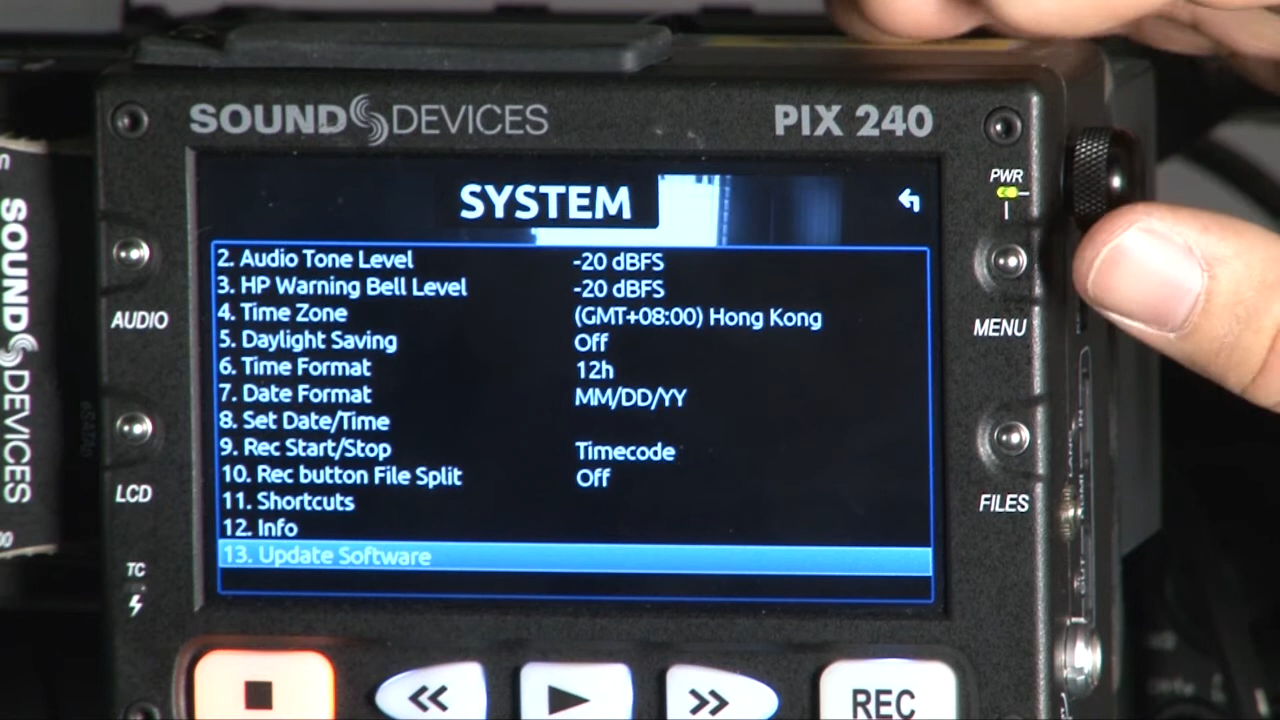 SOUND DEVICES
PIX 240
SYSTEM
2. Audio Tone Level -20 dBFS
3. HP Warning Bell Level -20 dBFS
4. Time Zone (GMT+08:00) Hong Kong
5. Daylight Saving Off
6. Time Format 12h
7. Date Format MM/DD/YY
8. Set Date/Time
9. Rec Start/Stop Timecode
10. Rec button File Split Off
11. Shortcuts
12. Info
13. Update Software
AUDIO
LCD
TC
PWR
MENU
FILES
REC
SOUND DEVICES
LANC
IN
OUT